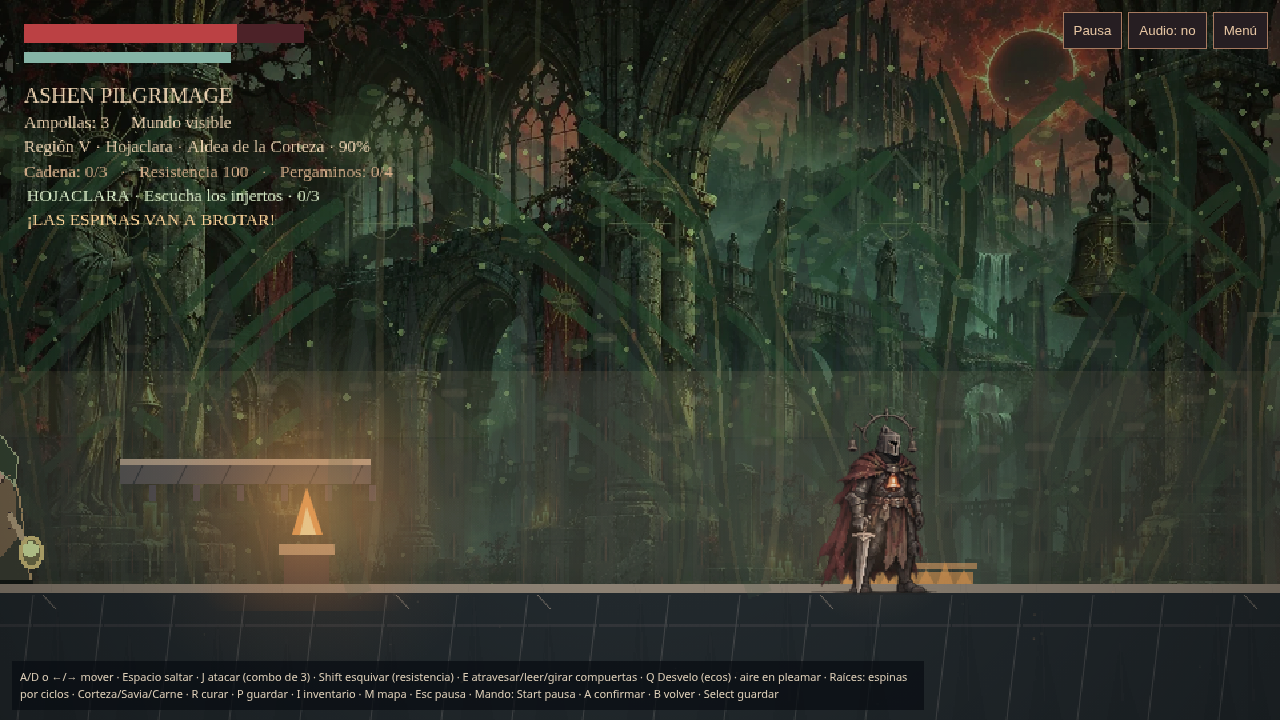 Pausa Audio: no Menú
ASHEN PILGRIMAGE
Ampollas: 3 / Mundo visible
Región V · Hojaclara · Aldea de la Corteza · 90%
Cadena: 0/3 · Resistencia 100 · Pergaminos: 0/4
HOJACLARA · Escucha los injertos · 0/3
¡LAS ESPINAS VAN A BROTAR!
A/D o ←/→ mover · Espacio saltar · J atacar (combo de 3) · Shift esquivar (resistencia) · E atravesar/leer/girar compuertas · Q Desvelo (ecos) · aire en pleamar · Raíces: espinas
por ciclos · Corteza/Savia/Carne · R curar · P guardar · I inventario · M mapa · Esc pausa · Mando: Start pausa · A confirmar · B volver · Select guardar